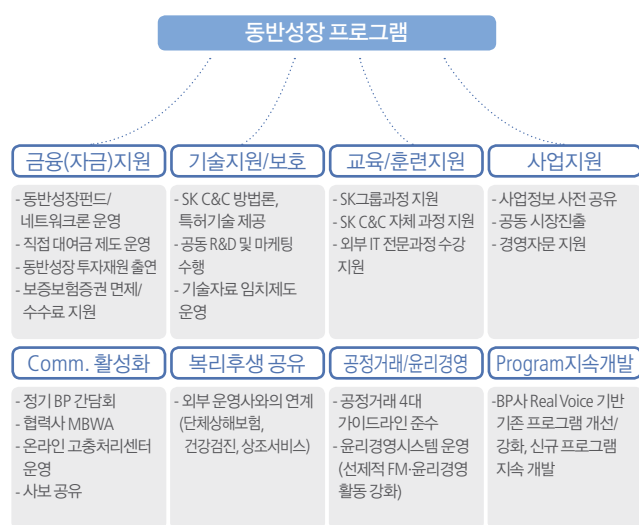 동반성장 프로그램
금융(자금)지원
- 동반성장펀드/
네트워크론 운영
- 직접 대여금 제도 운영
- 동반성장 투자재원 출연
- 보증보험증권 면제/
수수료 지원
기술지원/보호
- SK C&C 방법론,
특허기술 제공
- 공동 R&D 및 마케팅
수행
- 기술자료 임치제도
운영
교육/훈련지원
- SK그룹과정 지원
- SK C&C 자체 과정 지원
- 외부 IT 전문과정 수강
지원
사업지원
- 사업정보 사전 공유
- 공동 시장진출
- 경영자문 지원
Comm. 활성화
- 정기 BP 간담회
- 협력사 MBWA
- 온라인 고충처리센터
운영
- 사보 공유
복리후생 공유
- 외부 운영사와의 연계
(단체상해보험,
건강검진, 상조서비스)
공정거래/윤리경영
- 공정거래 4대
가이드라인 준수
- 윤리경영시스템 운영
(선제적 FM·윤리경영
활동 강화)
Program지속개발
-BP사 Real Voice 기반
기존 프로그램 개선/
강화, 신규 프로그램
지속 개발